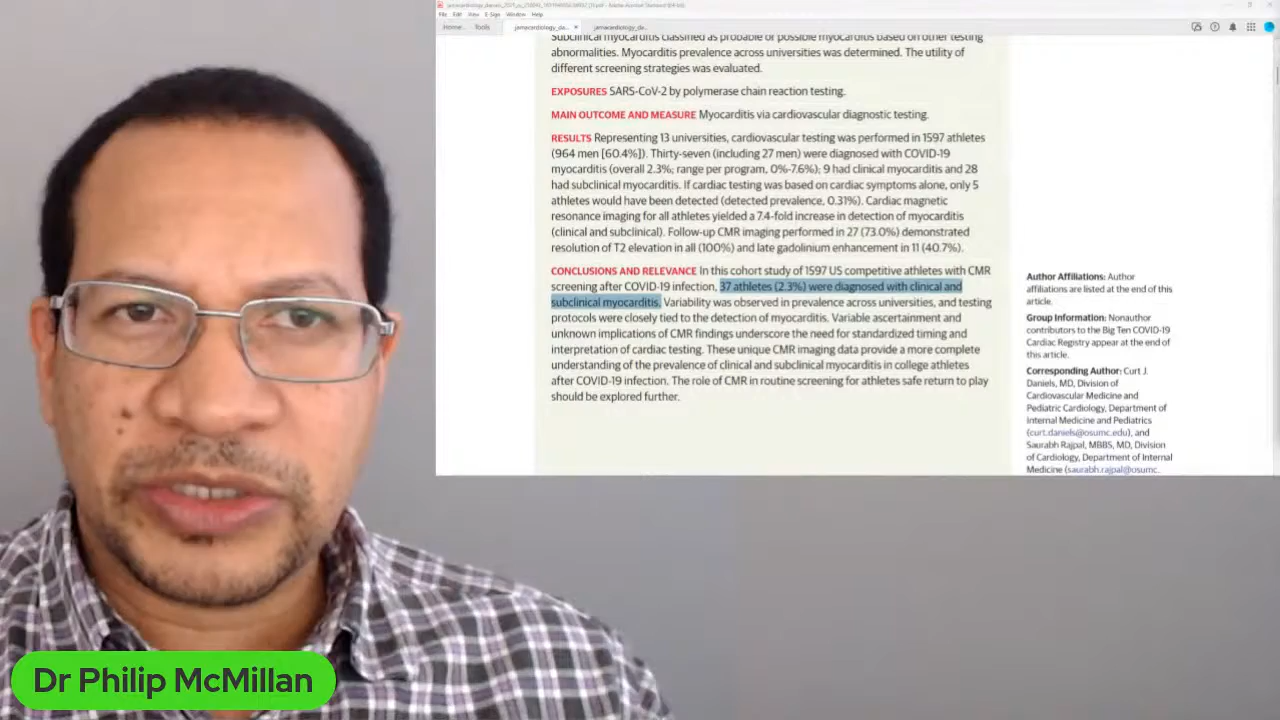 File Edit View E-Sign Window Help
Home Tools jamacardiology_da... × jamacardiology_de...
Subclinical myocarditis classified as probable or possible myocarditis based on other testing
abnormalities. Myocarditis prevalence across universities was determined. The utility of
different screening strategies was evaluated.
EXPOSURES SARS-CoV-2 by polymerase chain reaction testing.
MAIN OUTCOME AND MEASURE Myocarditis via cardiovascular diagnostic testing.
RESULTS Representing 13 universities, cardiovascular testing was performed in 1597 athletes
(964 men [60.4%]). Thirty-seven (including 27 men) were diagnosed with COVID-19
myocarditis (overall 2.3%; range per program, 0%-7.6%); 9 had clinical myocarditis and 28
had subclinical myocarditis. If cardiac testing was based on cardiac symptoms alone, only 5
athletes would have been detected (detected prevalence, 0.31%). Cardiac magnetic
resonance imaging for all athletes yielded a 7.4-fold increase in detection of myocarditis
(clinical and subclinical). Follow-up CMR imaging performed in 27 (73.0%) demonstrated
resolution of T2 elevation in all (100%) and late gadolinium enhancement in 11 (40.7%).
CONCLUSIONS AND RELEVANCE In this cohort study of 1597 US competitive athletes with CMR
screening after COVID-19 infection, 37 athletes (2.3%) were diagnosed with clinical and
subclinical myocarditis. Variability was observed in prevalence across universities, and testing
protocols were closely tied to the detection of myocarditis. Variable ascertainment and
unknown implications of CMR findings underscore the need for standardized timing and
interpretation of cardiac testing. These unique CMR imaging data provide a more complete
understanding of the prevalence of clinical and subclinical myocarditis in college athletes
after COVID-19 infection. The role of CMR in routine screening for athletes safe return to play
should be explored further.
Author Affiliations: Author
affiliations are listed at the end of this
article.
Group Information: Nonauthor
contributors to the Big Ten COVID-19
Cardiac Registry appear at the end of
this article.
Corresponding Author: Curt J.
Daniels, MD, Division of
Cardiovascular Medicine and
Pediatric Cardiology, Department of
Internal Medicine and Pediatrics
(curt.daniels@osumc.edu), and
Saurabh Rajpal, MBBS, MD, Division
of Cardiology, Department of Internal
Medicine (saurabh.rajpal@osumc.
Dr Philip McMillan